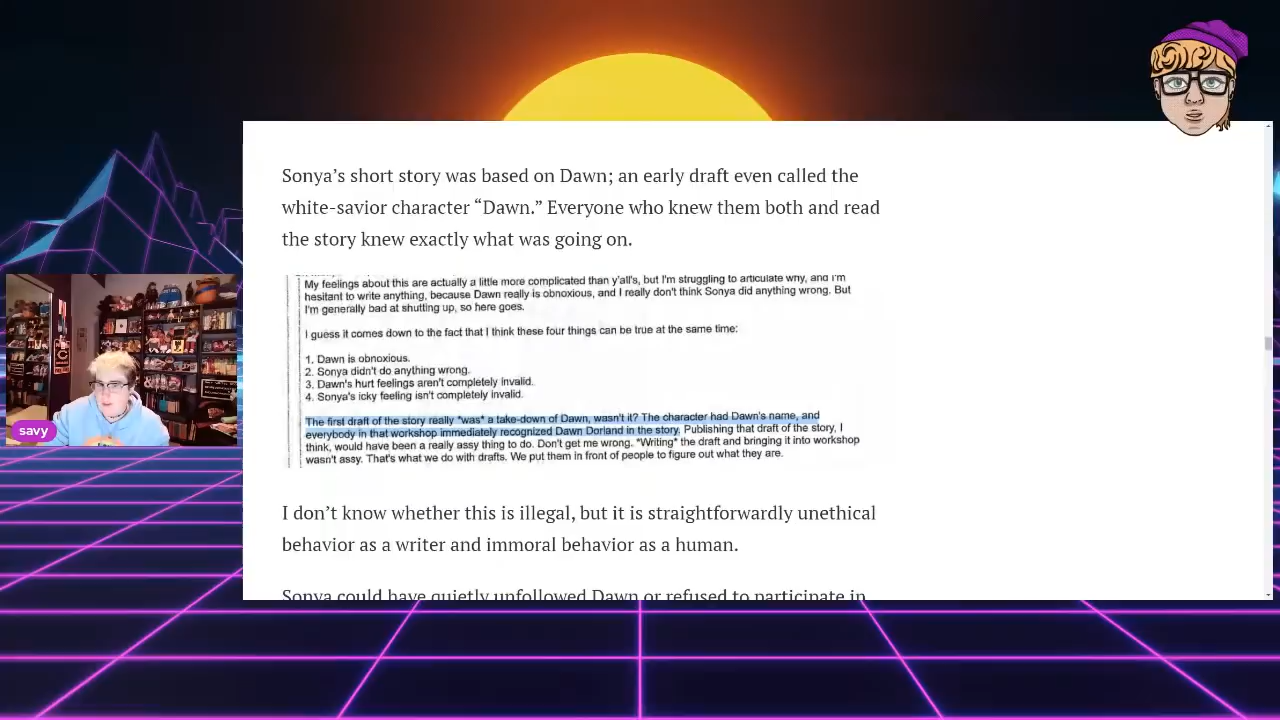 Sonya’s short story was based on Dawn; an early draft even called the
white-savior character “Dawn.” Everyone who knew them both and read
the story knew exactly what was going on.
My feelings about this are actually a little more complicated than y'all's, but I'm struggling to articulate why, and I'm
hesitant to write anything, because Dawn really is obnoxious, and I really don't think Sonya did anything wrong. But
I'm generally bad at shutting up, so here goes.
I guess it comes down to the fact that I think these four things can be true at the same time:
1. Dawn is obnoxious.
2. Sonya didn't do anything wrong.
3. Dawn's hurt feelings aren't completely invalid.
4. Sonya's icky feeling isn't completely invalid.
The first draft of the story really *was* a take-down of Dawn, wasn't it? The character had Dawn's name, and
everybody in that workshop immediately recognized Dawn Dorland in the story. Publishing that draft of the story, I
think, would have been a really assy thing to do. Don't get me wrong. *Writing* the draft and bringing it into workshop
wasn't assy. That's what we do with drafts. We put them in front of people to figure out what they are.
savy
I don’t know whether this is illegal, but it is straightforwardly unethical
behavior as a writer and immoral behavior as a human.
Sonya could have quietly unfollowed Dawn or refused to participate in